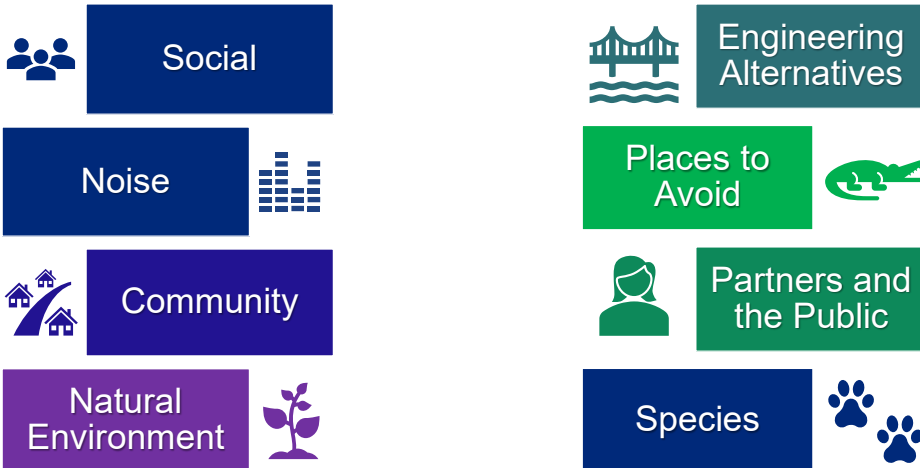 Social
Noise
Community
Natural
Environment
Engineering
Alternatives
Places to
Avoid
Partners and
the Public
Species